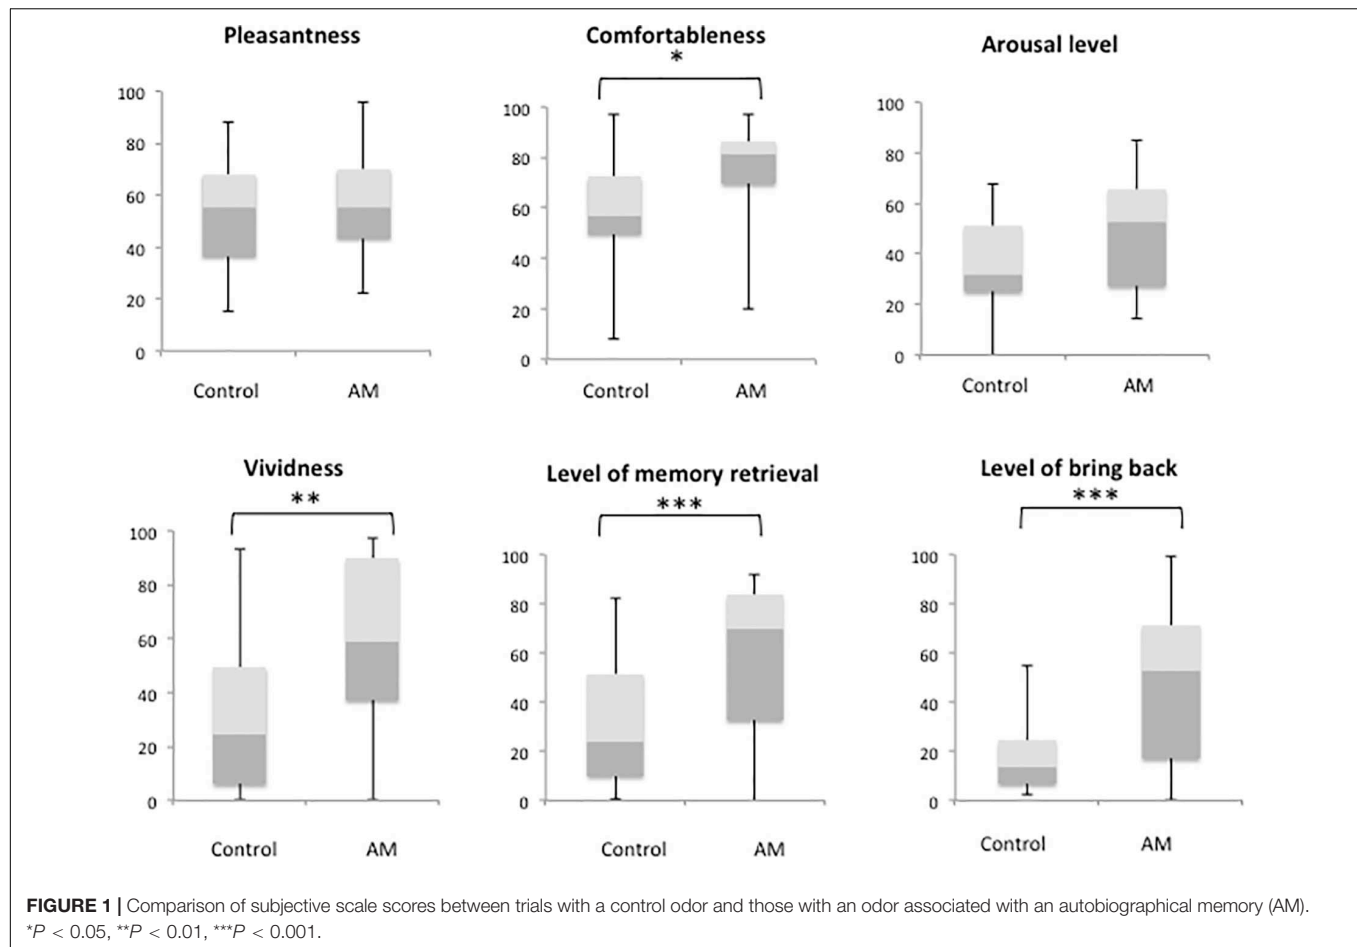 Pleasantness
100
80
60
40
20
0
Control AM
Comfortableness
*
100
80
60
40
20
0
Control AM
Arousal level
100
80
60
40
20
0
Control AM
Vividness
**
100
80
60
40
20
0
Control AM
Level of memory retrieval
***
100
80
60
40
20
0
Control AM
Level of bring back
***
100
80
60
40
20
0
Control AM
FIGURE 1 | Comparison of subjective scale scores between trials with a control odor and those with an odor associated with an autobiographical memory (AM).
*P < 0.05, **P < 0.01, ***P < 0.001.